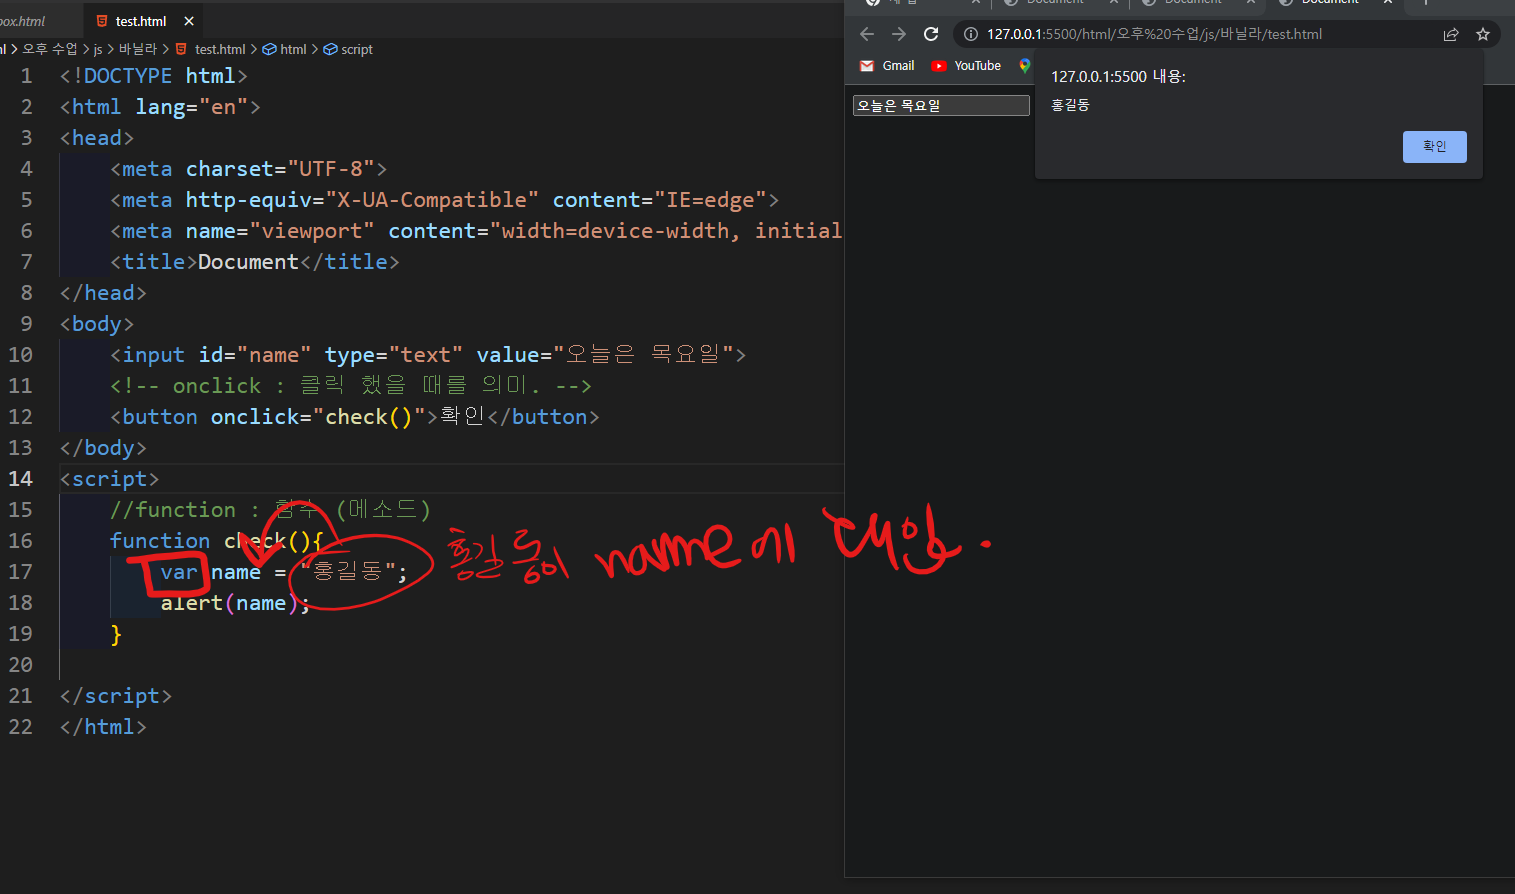 box.html
test.html
오후 수업 > js > 바닐라 > test.html > html > script
1 <!DOCTYPE html>
2 <html lang="en">
3 <head>
4 <meta charset="UTF-8">
5 <meta http-equiv="X-UA-Compatible" content="IE=edge">
6 <meta name="viewport" content="width=device-width, initial
7 <title>Document</title>
8 </head>
9 <body>
10 <input id="name" type="text" value="오늘은 목요일">
11 <!-- onclick : 클릭 했을 때를 의미. -->
12 <button onclick="check()">확인</button>
13 </body>
14 <script>
15 //function : 함수 (메소드)
16 function check(){
17 var name = "홍길동";
18 alert(name);
19 }
20
21 </script>
22 </html>
홍길동이 name에 대입.
Document
Document
Document
127.0.0.1:5500/html/오후%20수업/js/바닐라/test.html
Gmail
YouTube
127.0.0.1:5500 내용:
오늘은 목요일
홍길동
확인